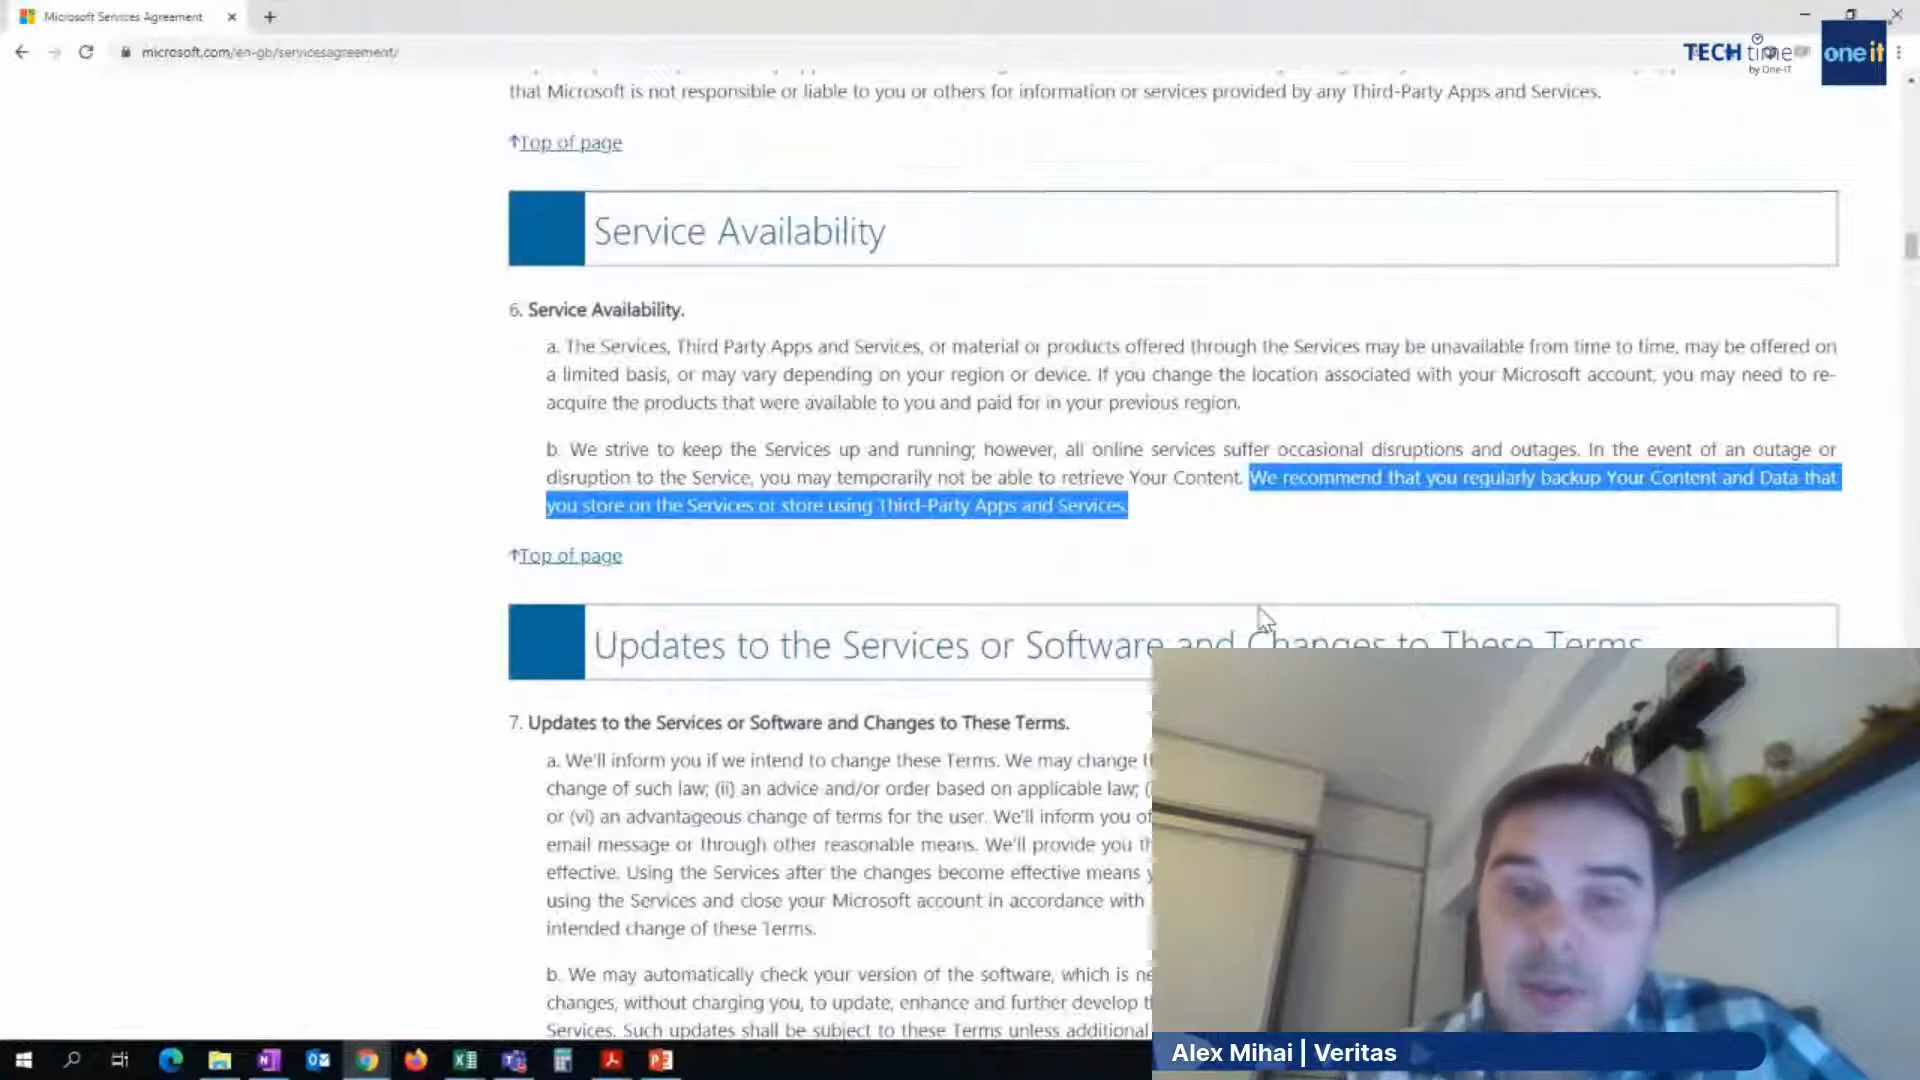 Microsoft Services Agreement
microsoft.com/en-gb/servicesagreement/
TECH time
by One-IT
one it
that Microsoft is not responsible or liable to you or others for information or services provided by any Third-Party Apps and Services.
↑Top of page
Service Availability
6. Service Availability.
a. The Services, Third Party Apps and Services, or material or products offered through the Services may be unavailable from time to time, may be offered on
a limited basis, or may vary depending on your region or device. If you change the location associated with your Microsoft account, you may need to re-
acquire the products that were available to you and paid for in your previous region.
b. We strive to keep the Services up and running; however, all online services suffer occasional disruptions and outages. In the event of an outage or
disruption to the Service, you may temporarily not be able to retrieve Your Content. We recommend that you regularly backup Your Content and Data that
you store on the Services or store using Third-Party Apps and Services.
↑Top of page
Updates to the Services or Software and Changes to These Terms
7. Updates to the Services or Software and Changes to These Terms.
a. We'll inform you if we intend to change these Terms. We may change
change of such law; (ii) an advice and/or order based on applicable law;
or (vi) an advantageous change of terms for the user. We'll inform you of
email message or through other reasonable means. We'll provide you
effective. Using the Services after the changes become effective means
using the Services and close your Microsoft account in accordance with
intended change of these Terms.
b. We may automatically check your version of the software, which is
changes, without charging you, to update, enhance and further develop
Services. Such updates shall be subject to these Terms unless additional
Alex Mihai | Veritas